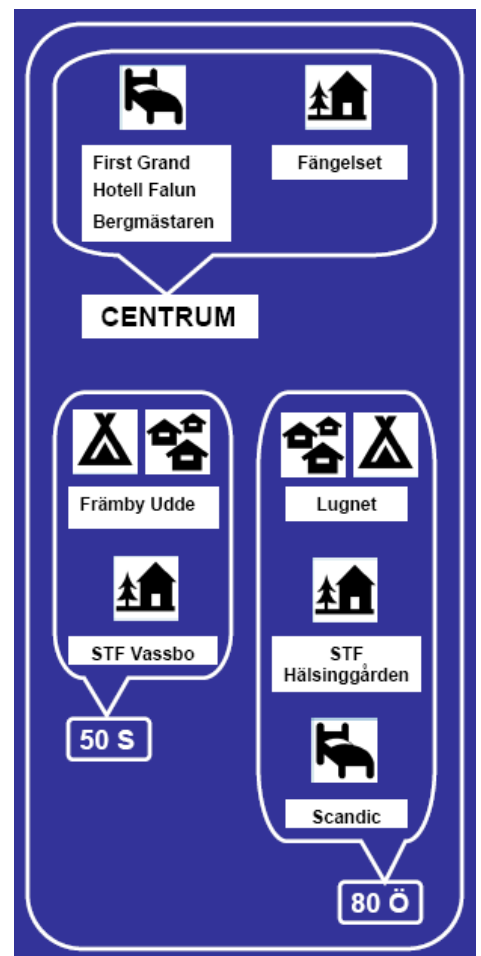 First Grand
Hotell Falun
Bergmästaren
Fängelset
CENTRUM
Främby Udde
STF Vassbo
50 S
Lugnet
STF
Hälsinggården
Scandic
80 Ö